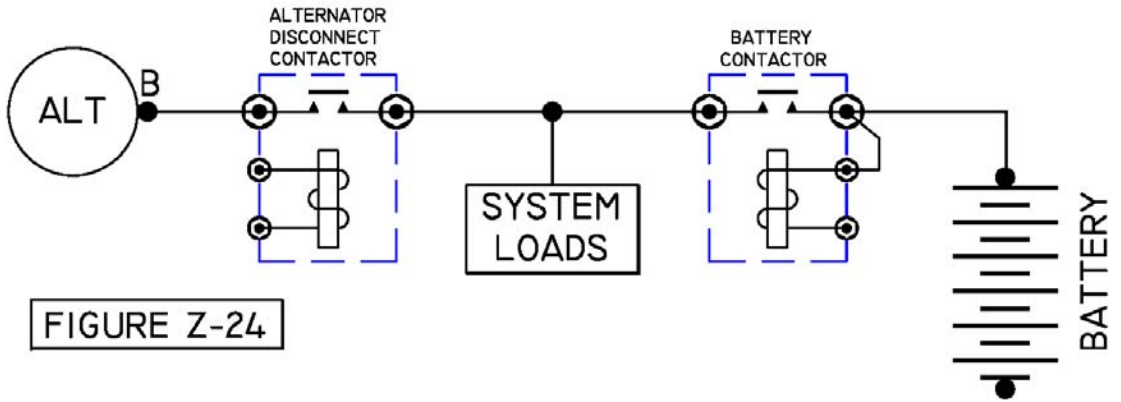 ALTERNATOR
DISCONNECT
CONTACTOR
BATTERY
CONTACTOR
B
ALT
SYSTEM
LOADS
BATTERY
FIGURE Z-24